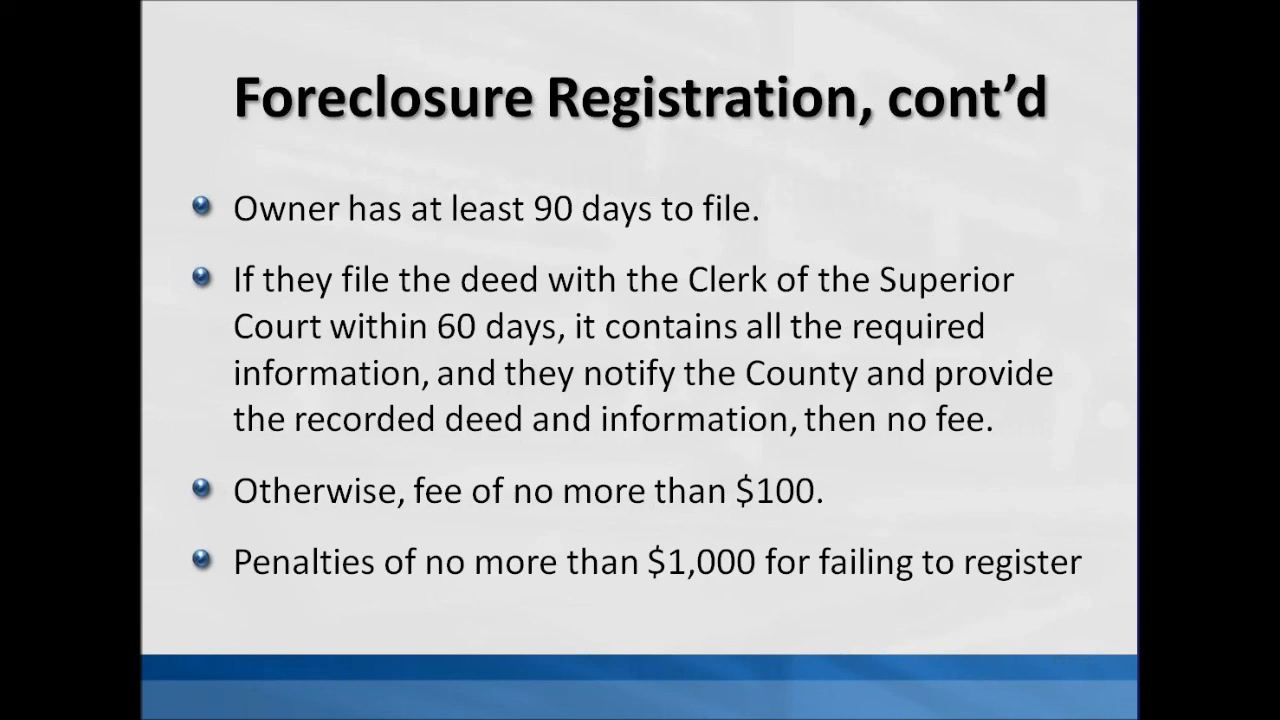 Foreclosure Registration, cont’d
Owner has at least 90 days to file.
If they file the deed with the Clerk of the Superior
Court within 60 days, it contains all the required
information, and they notify the County and provide
the recorded deed and information, then no fee.
Otherwise, fee of no more than $100.
Penalties of no more than $1,000 for failing to register